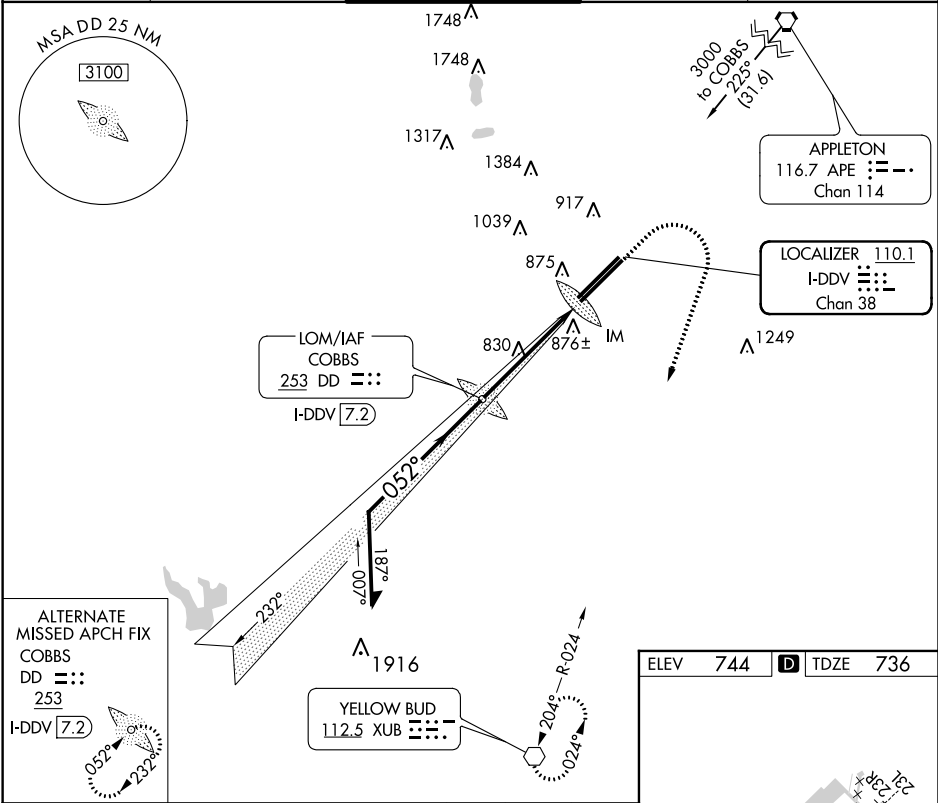 MSA DD 25 NM
3100
1748
1748
1317
1384
917
1039
875
3000
to COBBS
225°
(31.6)
APPLETON
116.7 APE
Chan 114
LOCALIZER 110.1
I-DDV
Chan 38
LOM/IAF
COBBS
253 DD
I-DDV 7.2
830
876±
IM
1249
052°
187°
007°
232°
1916
ALTERNATE
MISSED APCH FIX
COBBS
DD
253
I-DDV 7.2
052°
232°
YELLOW BUD
112.5 XUB
204°
R-024
024°
ELEV 744 D TDZE 736
23R
23L